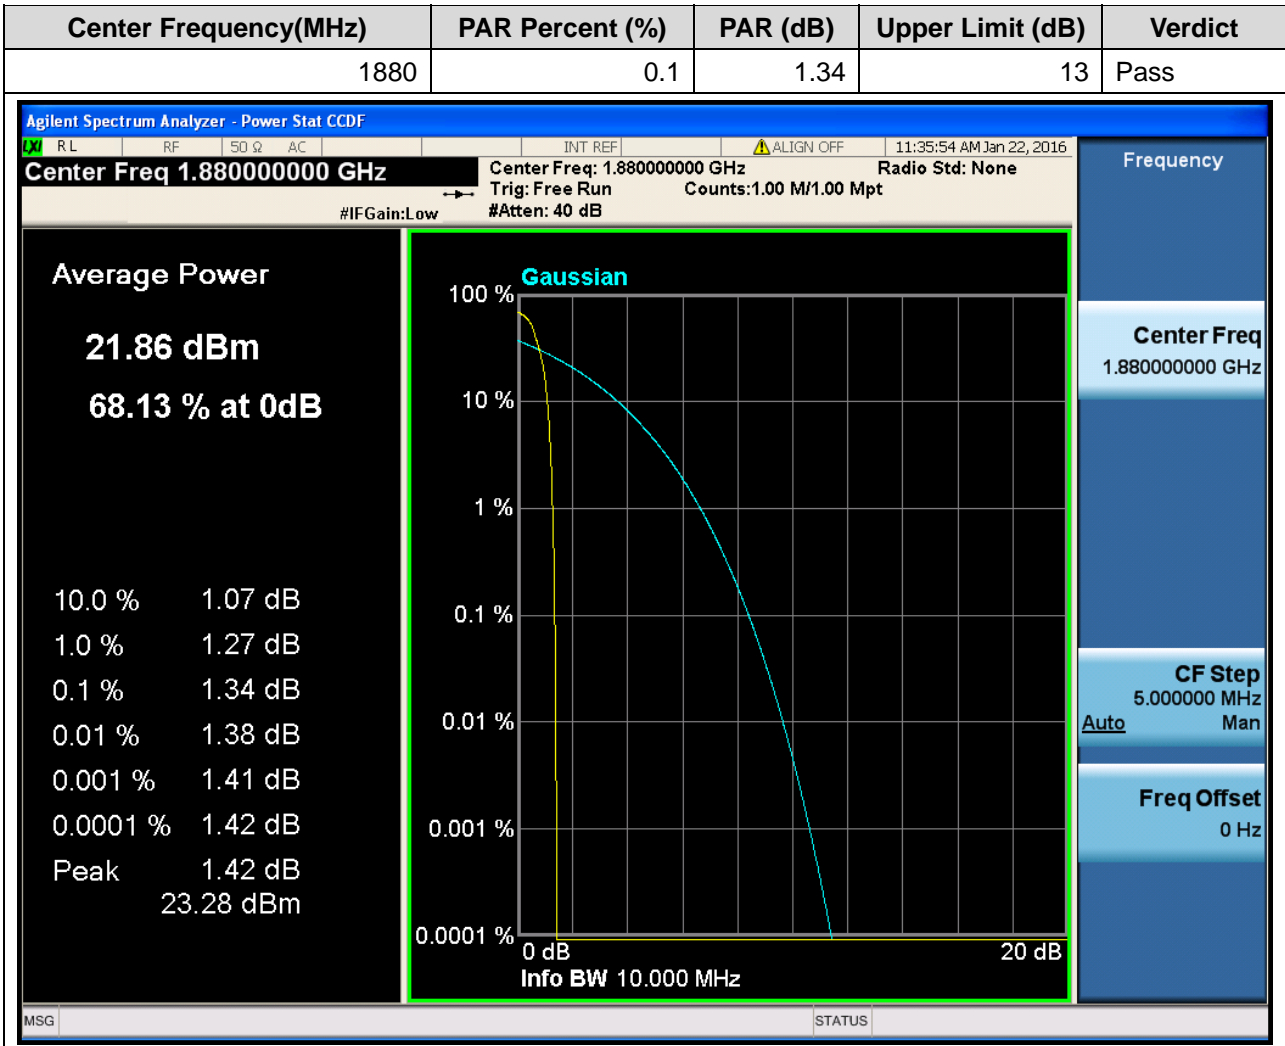 Center Frequency(MHz) PAR Percent (%) PAR (dB) Upper Limit (dB) Verdict
1880 0.1 1.34 13 Pass
Agilent Spectrum Analyzer - Power Stat CCDF
LXI RL RF 50 Ω AC INT REF ALIGN OFF 11:35:54 AM Jan 22, 2016
Center Freq 1.880000000 GHz
Center Freq: 1.880000000 GHz Radio Std: None
Trig: Free Run Counts:1.00 M/1.00 Mpt
#IFGain:Low #Atten: 40 dB
Average Power
21.86 dBm
68.13 % at 0dB
10.0 % 1.07 dB
1.0 % 1.27 dB
0.1 % 1.34 dB
0.01 % 1.38 dB
0.001 % 1.41 dB
0.0001 % 1.42 dB
Peak 1.42 dB
23.28 dBm
Gaussian
100 %
10 %
1 %
0.1 %
0.01 %
0.001 %
0.0001 %
0 dB 20 dB
Info BW 10.000 MHz
Frequency
Center Freq
1.880000000 GHz
CF Step
5.000000 MHz
Auto Man
Freq Offset
0 Hz
MSG STATUS